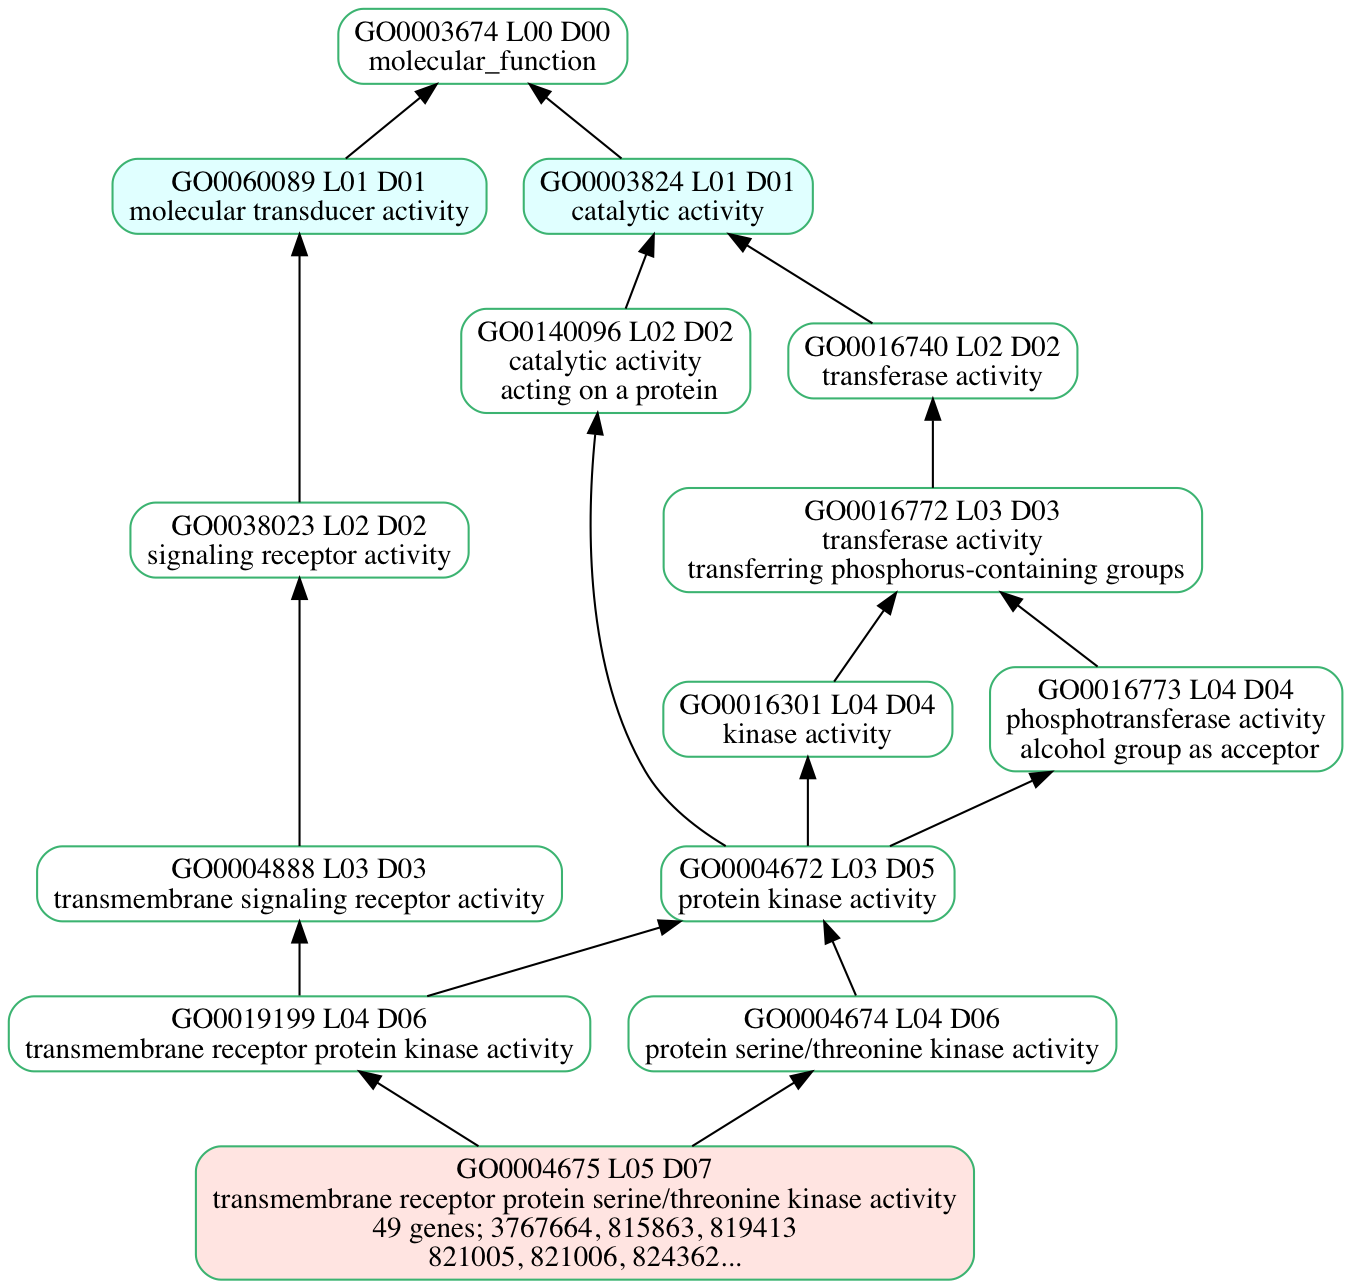 GO0003674 L00 D00
molecular_function
GO0060089 L01 D01
molecular transducer activity
GO0003824 L01 D01
catalytic activity
GO0140096 L02 D02
catalytic activity
acting on a protein
GO0016740 L02 D02
transferase activity
GO0038023 L02 D02
signaling receptor activity
GO0016772 L03 D03
transferase activity
transferring phosphorus-containing groups
GO0016301 L04 D04
kinase activity
GO0016773 L04 D04
phosphotransferase activity
alcohol group as acceptor
GO0004888 L03 D03
transmembrane signaling receptor activity
GO0004672 L03 D05
protein kinase activity
GO0019199 L04 D06
transmembrane receptor protein kinase activity
GO0004674 L04 D06
protein serine/threonine kinase activity
GO0004675 L05 D07
transmembrane receptor protein serine/threonine kinase activity
49 genes; 3767664, 815863, 819413
821005, 821006, 824362...